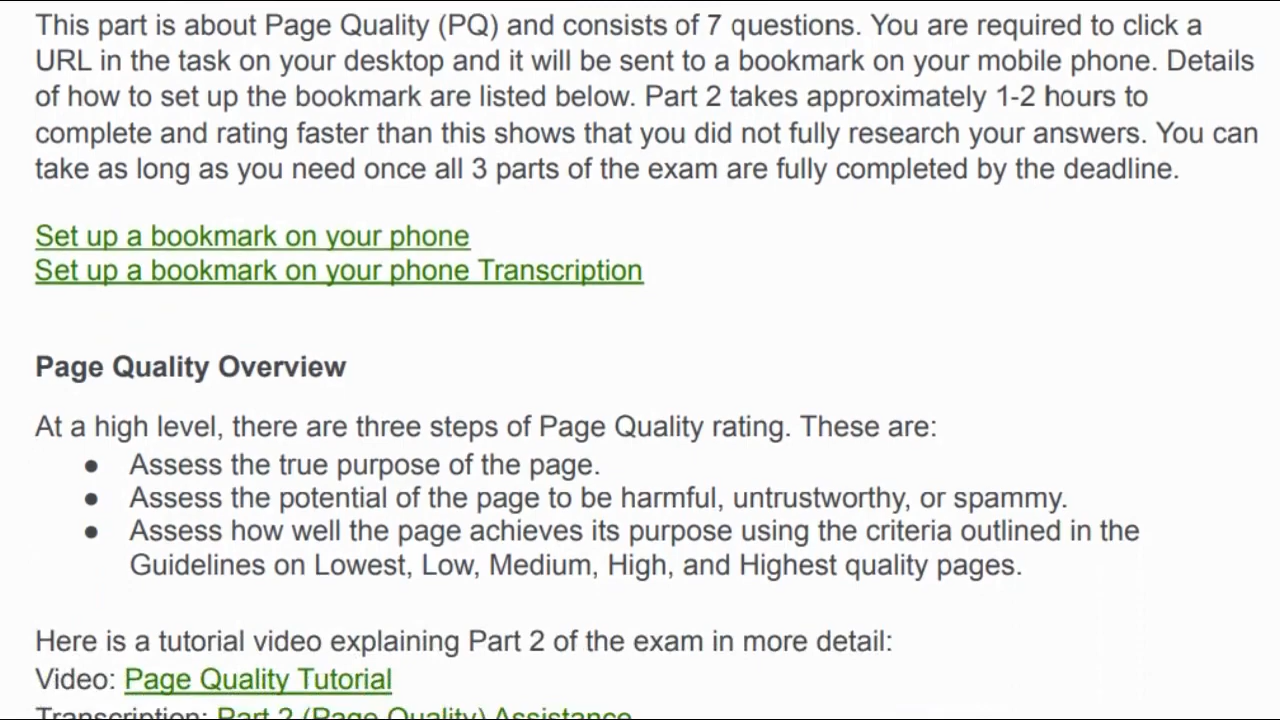 This part is about Page Quality (PQ) and consists of 7 questions. You are required to click a
URL in the task on your desktop and it will be sent to a bookmark on your mobile phone. Details
of how to set up the bookmark are listed below. Part 2 takes approximately 1-2 hours to
complete and rating faster than this shows that you did not fully research your answers. You can
take as long as you need once all 3 parts of the exam are fully completed by the deadline.
Set up a bookmark on your phone
Set up a bookmark on your phone Transcription
Page Quality Overview
At a high level, there are three steps of Page Quality rating. These are:
● Assess the true purpose of the page.
● Assess the potential of the page to be harmful, untrustworthy, or spammy.
● Assess how well the page achieves its purpose using the criteria outlined in the
Guidelines on Lowest, Low, Medium, High, and Highest quality pages.
Here is a tutorial video explaining Part 2 of the exam in more detail:
Video: Page Quality Tutorial
Transcription: Part 2 (Page Quality) Assistance